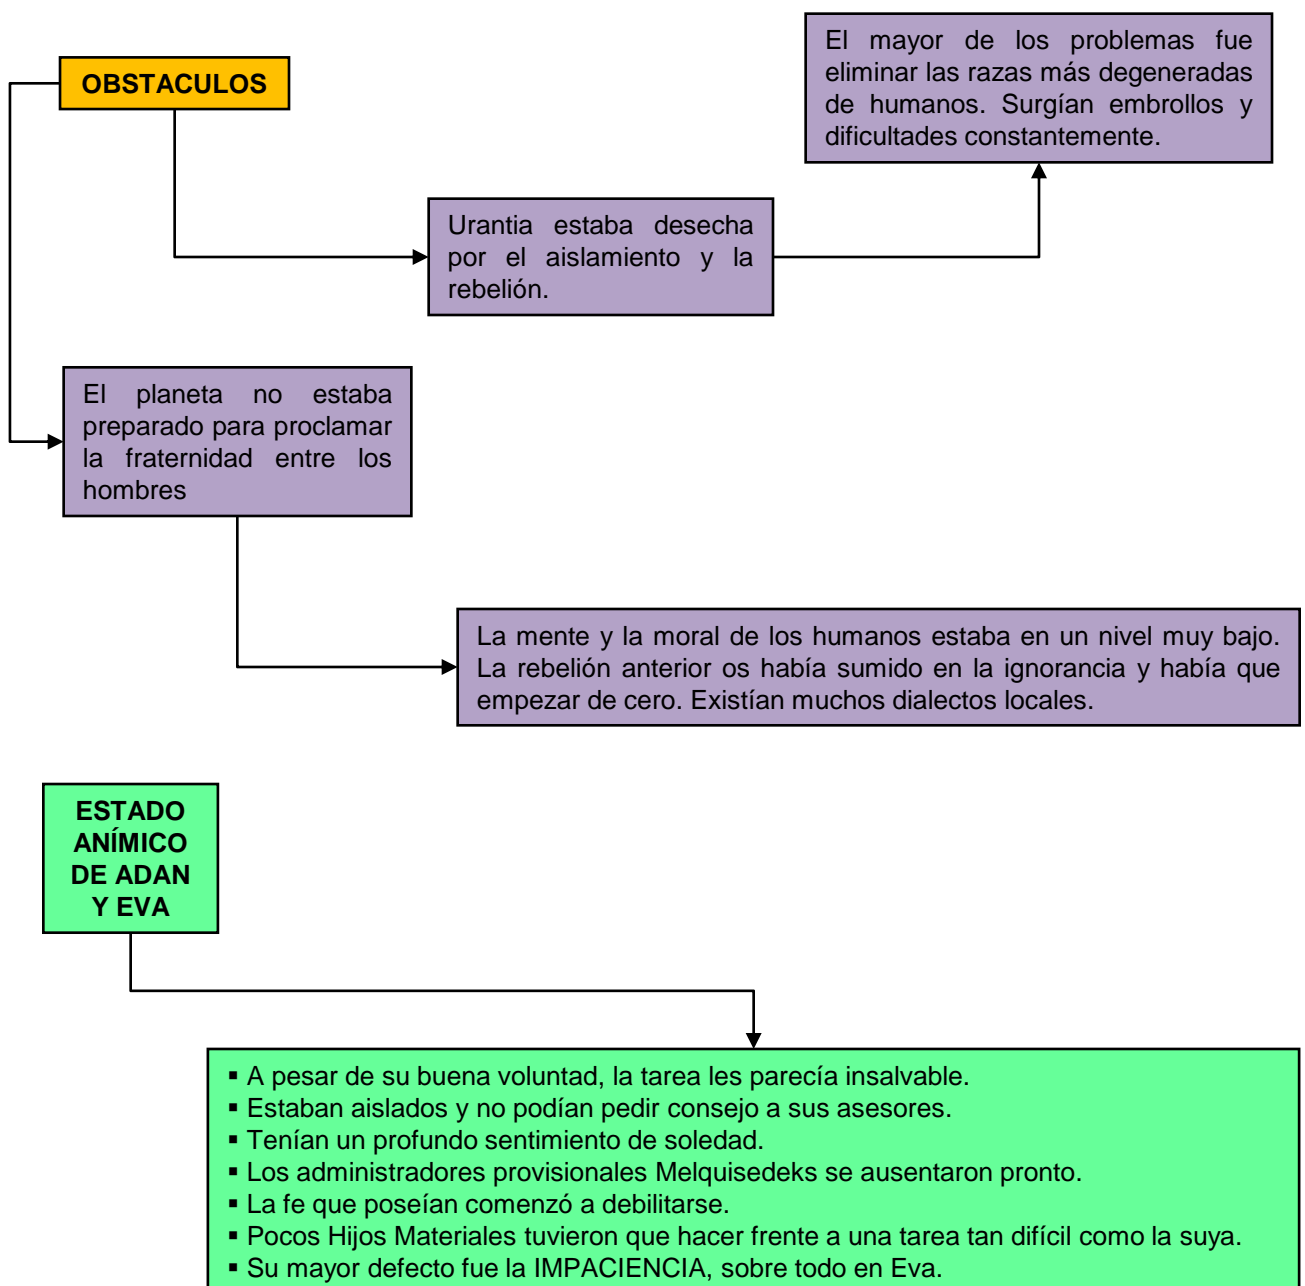 OBSTACULOS
El mayor de los problemas fue
eliminar las razas más degeneradas
de humanos. Surgían embrollos y
dificultades constantemente.
Urantia estaba desecha
por el aislamiento y la
rebelión.
El planeta no estaba
preparado para proclamar
la fraternidad entre los
hombres
La mente y la moral de los humanos estaba en un nivel muy bajo.
La rebelión anterior os había sumido en la ignorancia y había que
empezar de cero. Existían muchos dialectos locales.
ESTADO
ANÍMICO
DE ADAN
Y EVA
▪ A pesar de su buena voluntad, la tarea les parecía insalvable.
▪ Estaban aislados y no podían pedir consejo a sus asesores.
▪ Tenían un profundo sentimiento de soledad.
▪ Los administradores provisionales Melquisedeks se ausentaron pronto.
▪ La fe que poseían comenzó a debilitarse.
▪ Pocos Hijos Materiales tuvieron que hacer frente a una tarea tan difícil como la suya.
▪ Su mayor defecto fue la IMPACIENCIA, sobre todo en Eva.